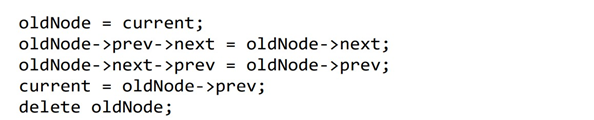 oldNode = current;
oldNode->prev->next = oldNode->next;
oldNode->next->prev = oldNode->prev;
current = oldNode->prev;
delete oldNode;